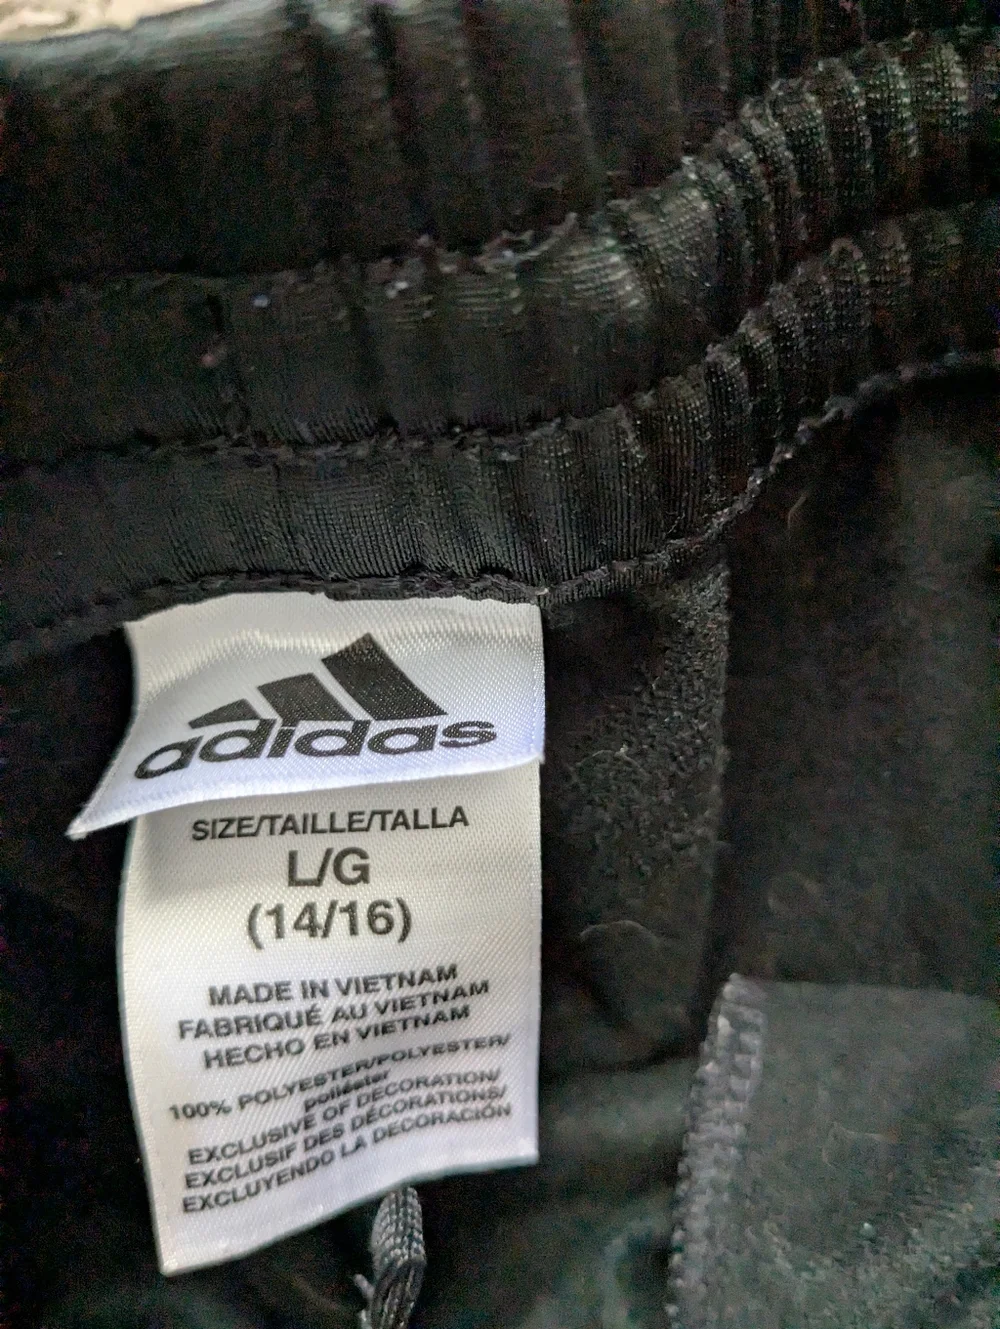 adidas
SIZE/TAILLE/TALLA
L/G
(14/16)
MADE IN VIETNAM
FABRIQUÉ AU VIETNAM
HECHO EN VIETNAM
100% POLYESTER/POLYESTER/
poliéster
EXCLUSIVE OF DECORATION/
EXCLUSIF DES DÉCORATIONS/
EXCLUYENDO LA DECORACIÓN